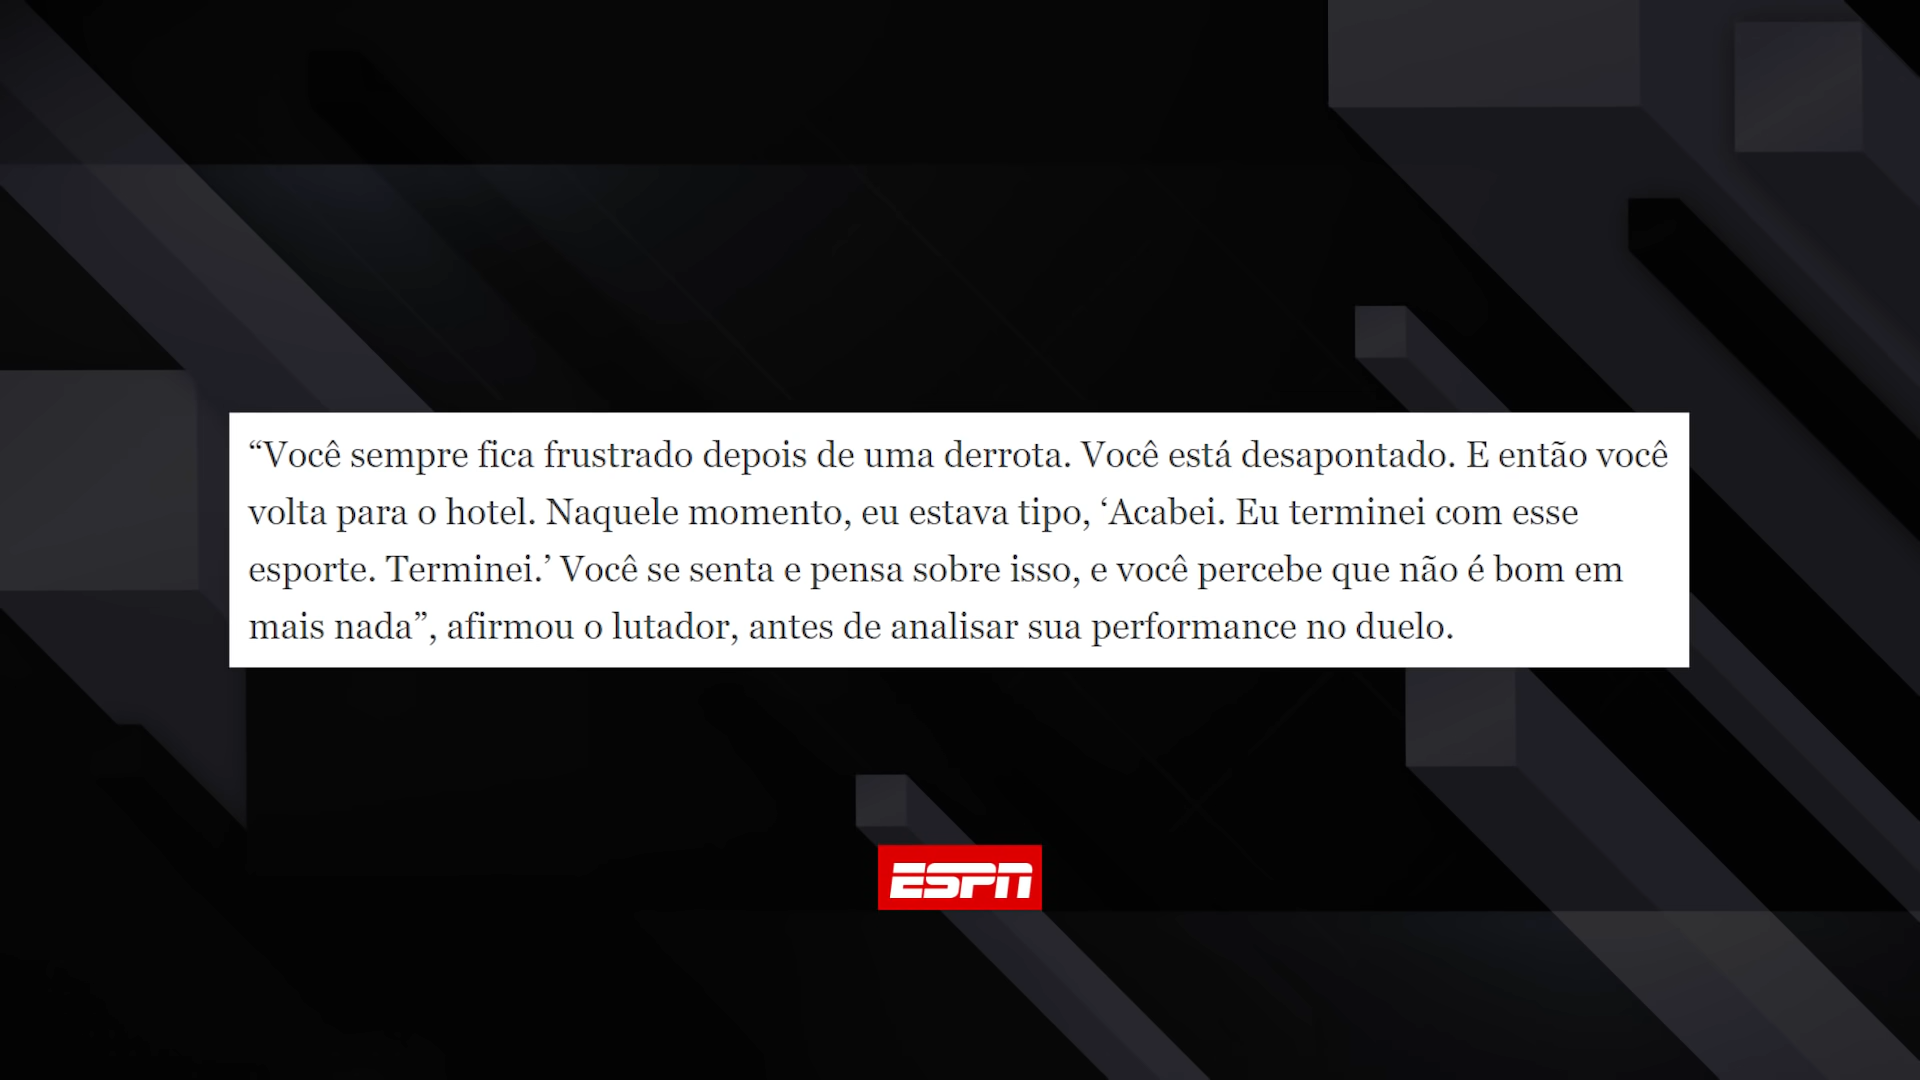 “Você sempre fica frustrado depois de uma derrota. Você está desapontado. E então você
volta para o hotel. Naquele momento, eu estava tipo, ‘Acabei. Eu terminei com esse
esporte. Terminei.’ Você se senta e pensa sobre isso, e você percebe que não é bom em
mais nada”, afirmou o lutador, antes de analisar sua performance no duelo.
ESPN